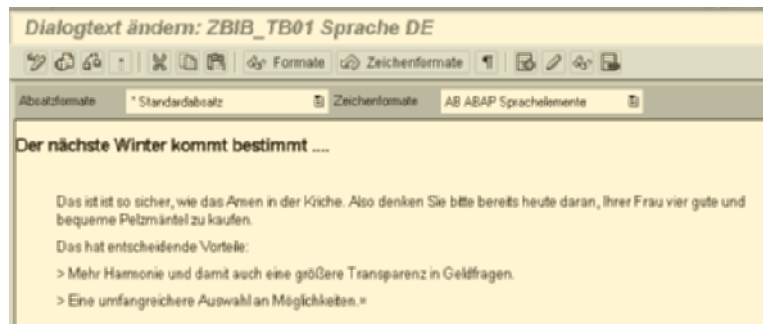 Dialogtext ändern: ZBIB_TB01 Sprache DE
Formate Zeichenformate
Absatzformate * Standardabsatz Zeichenformate AB ABAP Sprachelemente
Der nächste Winter kommt bestimmt ....
Das ist ist so sicher, wie das Amen in der Kriche. Also denken Sie bitte bereits heute daran, Ihrer Frau vier gute und
bequeme Pelzmäntel zu kaufen.
Das hat entscheidende Vorteile:
> Mehr Harmonie und damit auch eine größere Transparenz in Geldfragen.
> Eine umfangreichere Auswahl an Möglichkeiten.¤